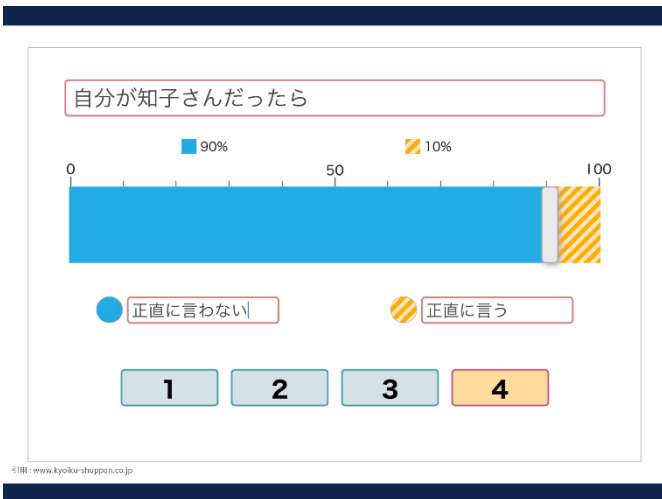 自分が知子さんだったら
90% 10%
0 50 100
正直に言わない 正直に言う
1 2 3 4
引用 : www.kyoiku-shuppan.co.jp